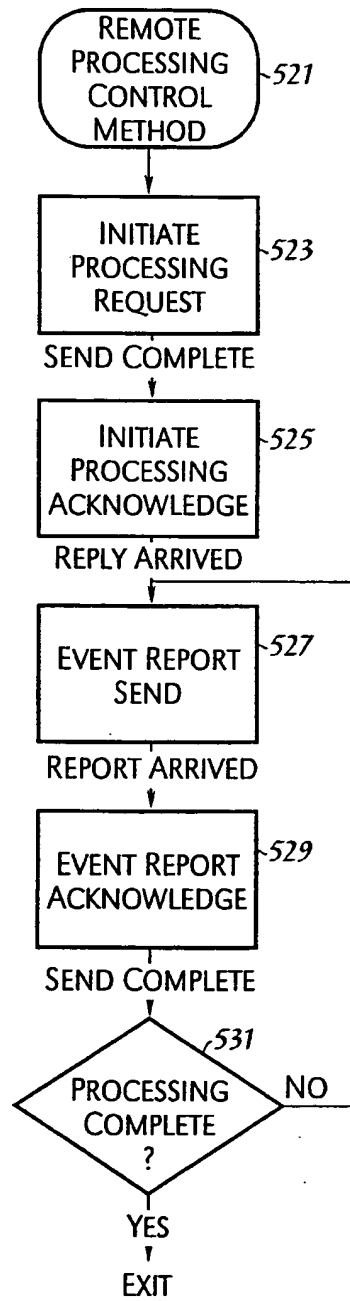 REMOTE
PROCESSING
CONTROL
METHOD
521
INITIATE
PROCESSING
REQUEST
523
SEND COMPLETE
INITIATE
PROCESSING
ACKNOWLEDGE
525
REPLY ARRIVED
EVENT REPORT
SEND
527
REPORT ARRIVED
EVENT REPORT
ACKNOWLEDGE
529
SEND COMPLETE
531
PROCESSING
COMPLETE
?
NO
YES
EXIT